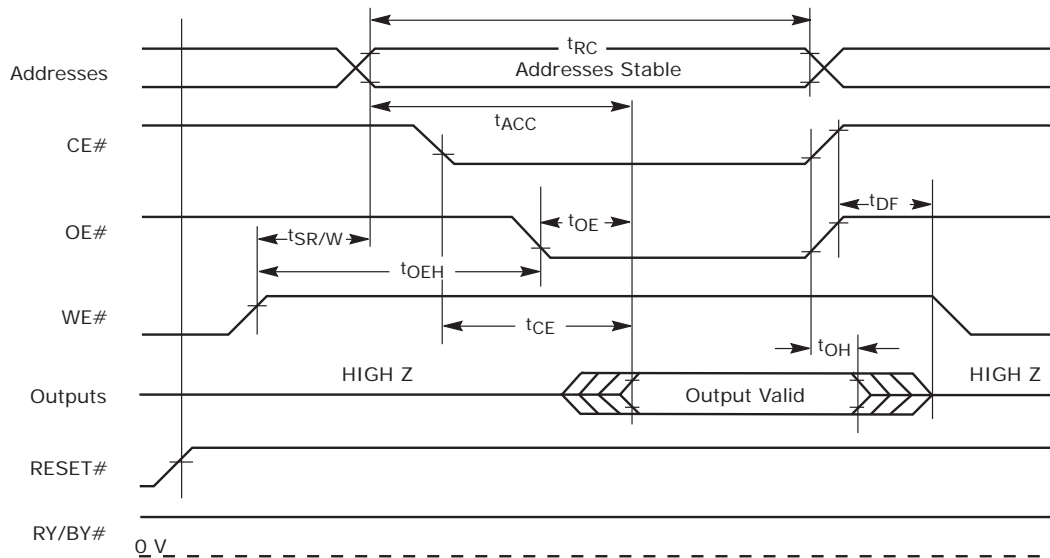 tRC
Addresses
Addresses Stable
tACC
CE#
tDF
OE#
tOE
tSR/W
tOEH
WE#
tCE
tOH
HIGH Z
HIGH Z
Outputs
Output Valid
RESET#
RY/BY#
0 V